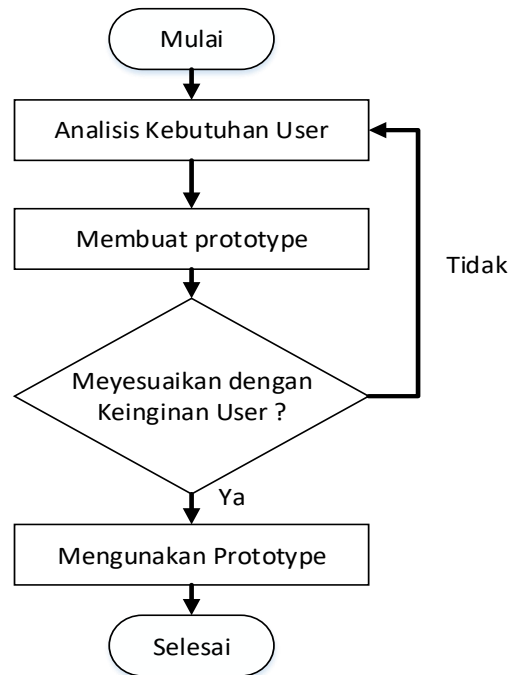 Mulai
Analisis Kebutuhan User
Membuat prototype
Tidak
Meyesuaikan dengan
Keinginan User ?
Ya
Mengunakan Prototype
Selesai